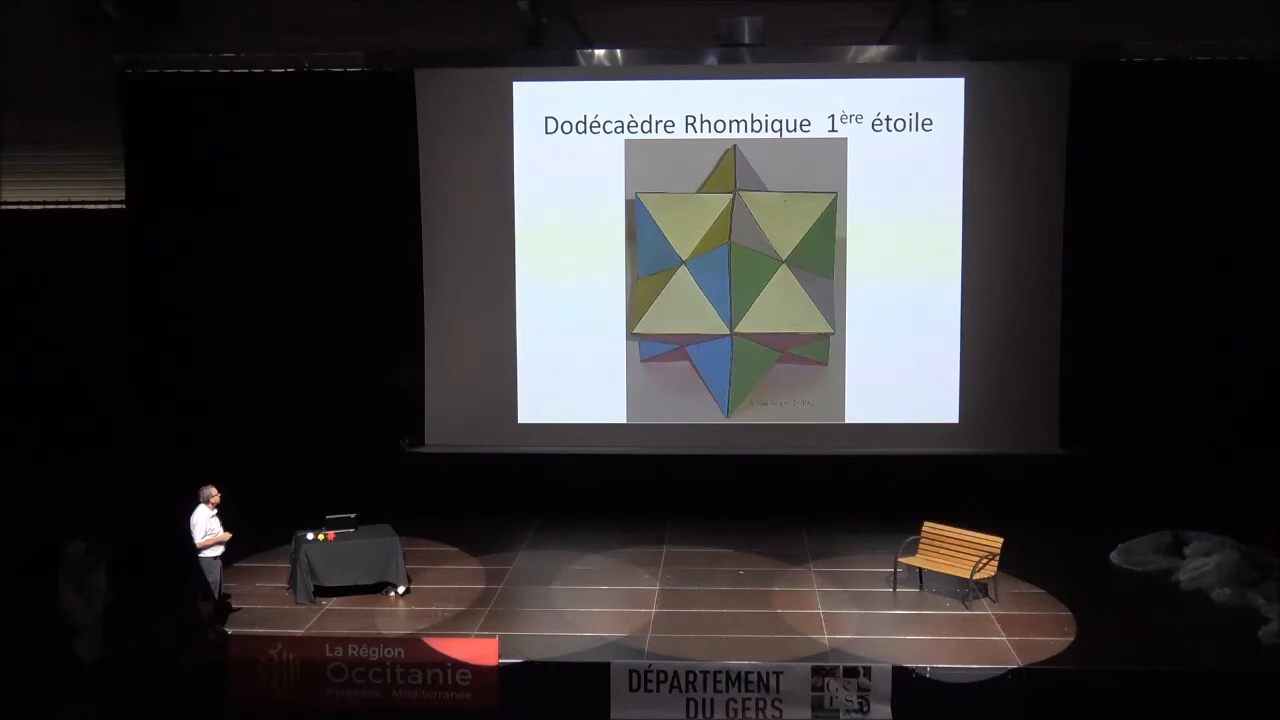 Dodécaèdre Rhombique 1ère étoile
La Région
Occitanie
Pyrénées Méditerranée
DÉPARTEMENT
DU GERS